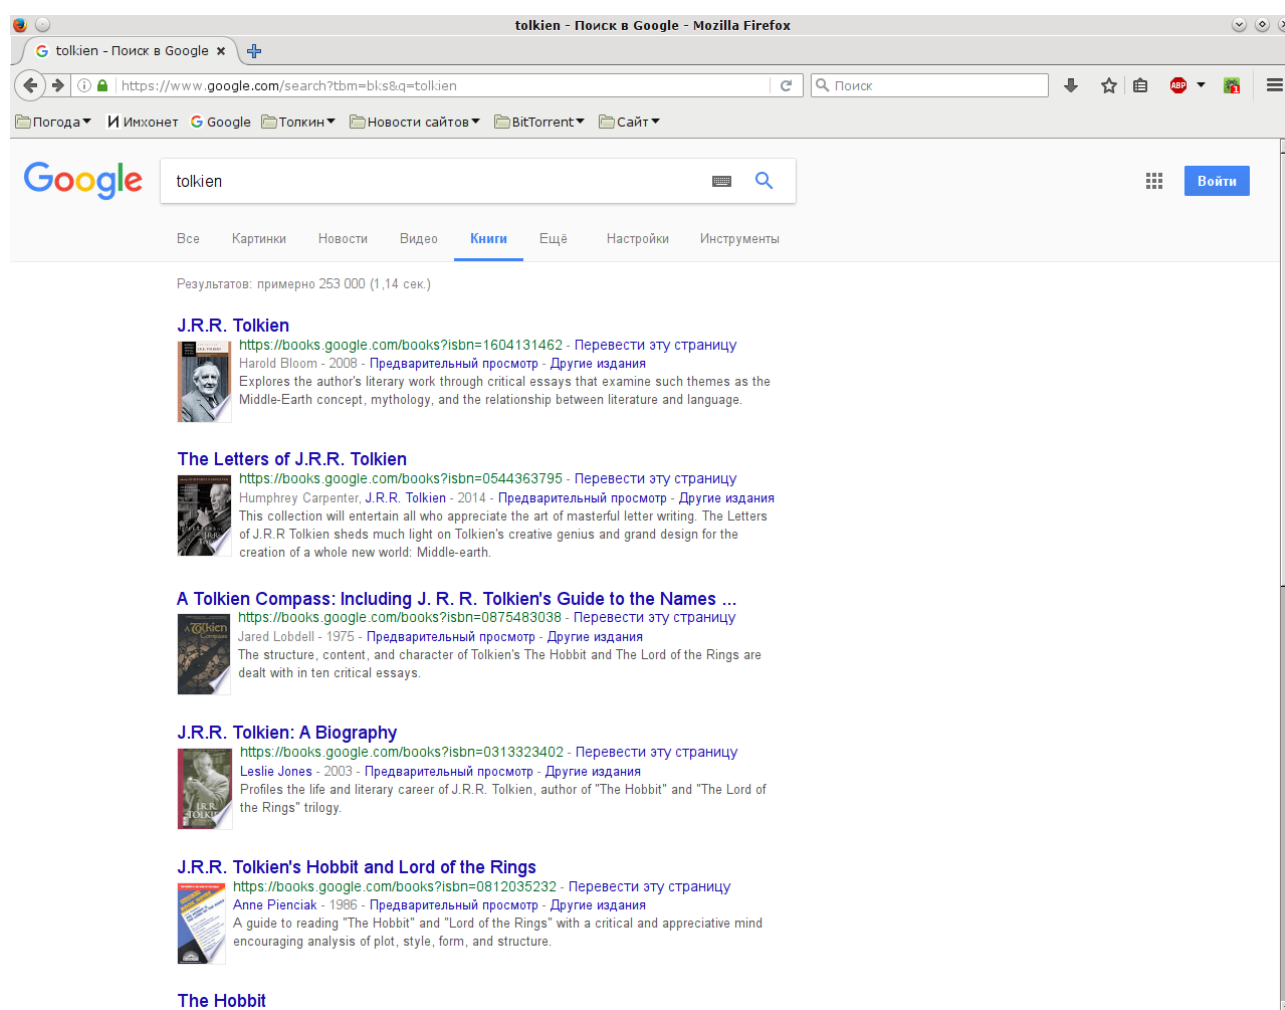 tolkien - Поиск в Google - Mozilla Firefox
tolkien - Поиск в Google
https://www.google.com/search?tbm=bks&q=tolkien
Поиск
ABP
1
Погода Имхонет Google Толкин Новости сайтов BitTorrent Сайт
Google
tolkien
Войти
Все Картинки Новости Видео Книги Ещё Настройки Инструменты
Результатов: примерно 253 000 (1,14 сек.)
J.R.R. Tolkien
https://books.google.com/books?isbn=1604131462 - Перевести эту страницу
Harold Bloom - 2008 - Предварительный просмотр - Другие издания
Explores the author's literary work through critical essays that examine such themes as the
Middle-Earth concept, mythology, and the relationship between literature and language.
The Letters of J.R.R. Tolkien
https://books.google.com/books?isbn=0544363795 - Перевести эту страницу
Humphrey Carpenter, J.R.R. Tolkien - 2014 - Предварительный просмотр - Другие издания
This collection will entertain all who appreciate the art of masterful letter writing. The Letters
of J.R.R Tolkien sheds much light on Tolkien's creative genius and grand design for the
creation of a whole new world: Middle-earth.
A Tolkien Compass: Including J. R. R. Tolkien's Guide to the Names ...
https://books.google.com/books?isbn=0875483038 - Перевести эту страницу
Jared Lobdell - 1975 - Предварительный просмотр - Другие издания
The structure, content, and character of Tolkien's The Hobbit and The Lord of the Rings are
dealt with in ten critical essays.
A Tolkien
Compass
J.R.R. Tolkien: A Biography
https://books.google.com/books?isbn=0313323402 - Перевести эту страницу
Leslie Jones - 2003 - Предварительный просмотр - Другие издания
Profiles the life and literary career of J.R.R. Tolkien, author of "The Hobbit" and "The Lord of
the Rings" trilogy.
J.R.R.
J.R.R. Tolkien's Hobbit and Lord of the Rings
https://books.google.com/books?isbn=0812035232 - Перевести эту страницу
Anne Pienciak - 1986 - Предварительный просмотр - Другие издания
A guide to reading "The Hobbit" and "Lord of the Rings" with a critical and appreciative mind
encouraging analysis of plot, style, form, and structure.
The Hobbit